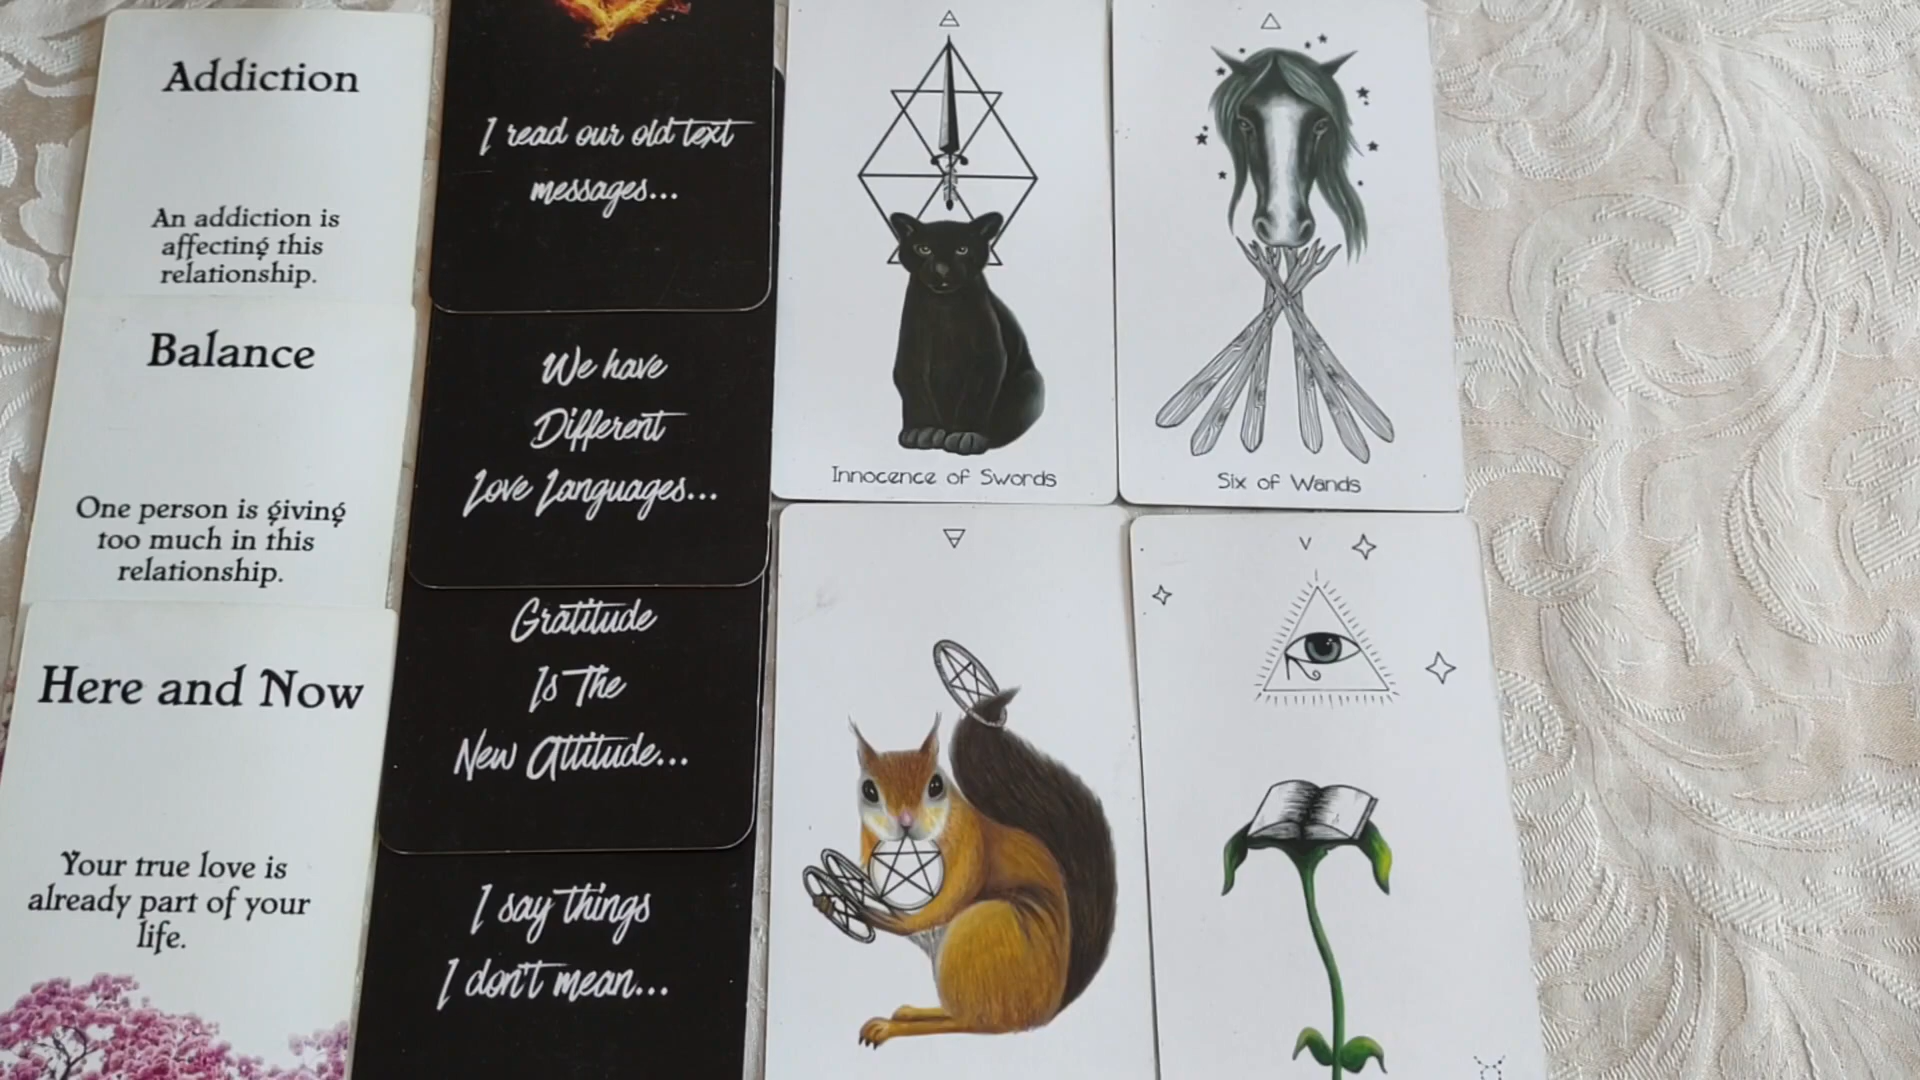 Addiction
An addiction is
affecting this
relationship.
Balance
One person is giving
too much in this
relationship.
Here and Now
Your true love is
already part of your
life.
I read our old text
messages...
We have
Different
Love Languages...
Gratitude
Is The
New Attitude...
I say things
I don't mean...
Innocence of Swords
Six of Wands
V